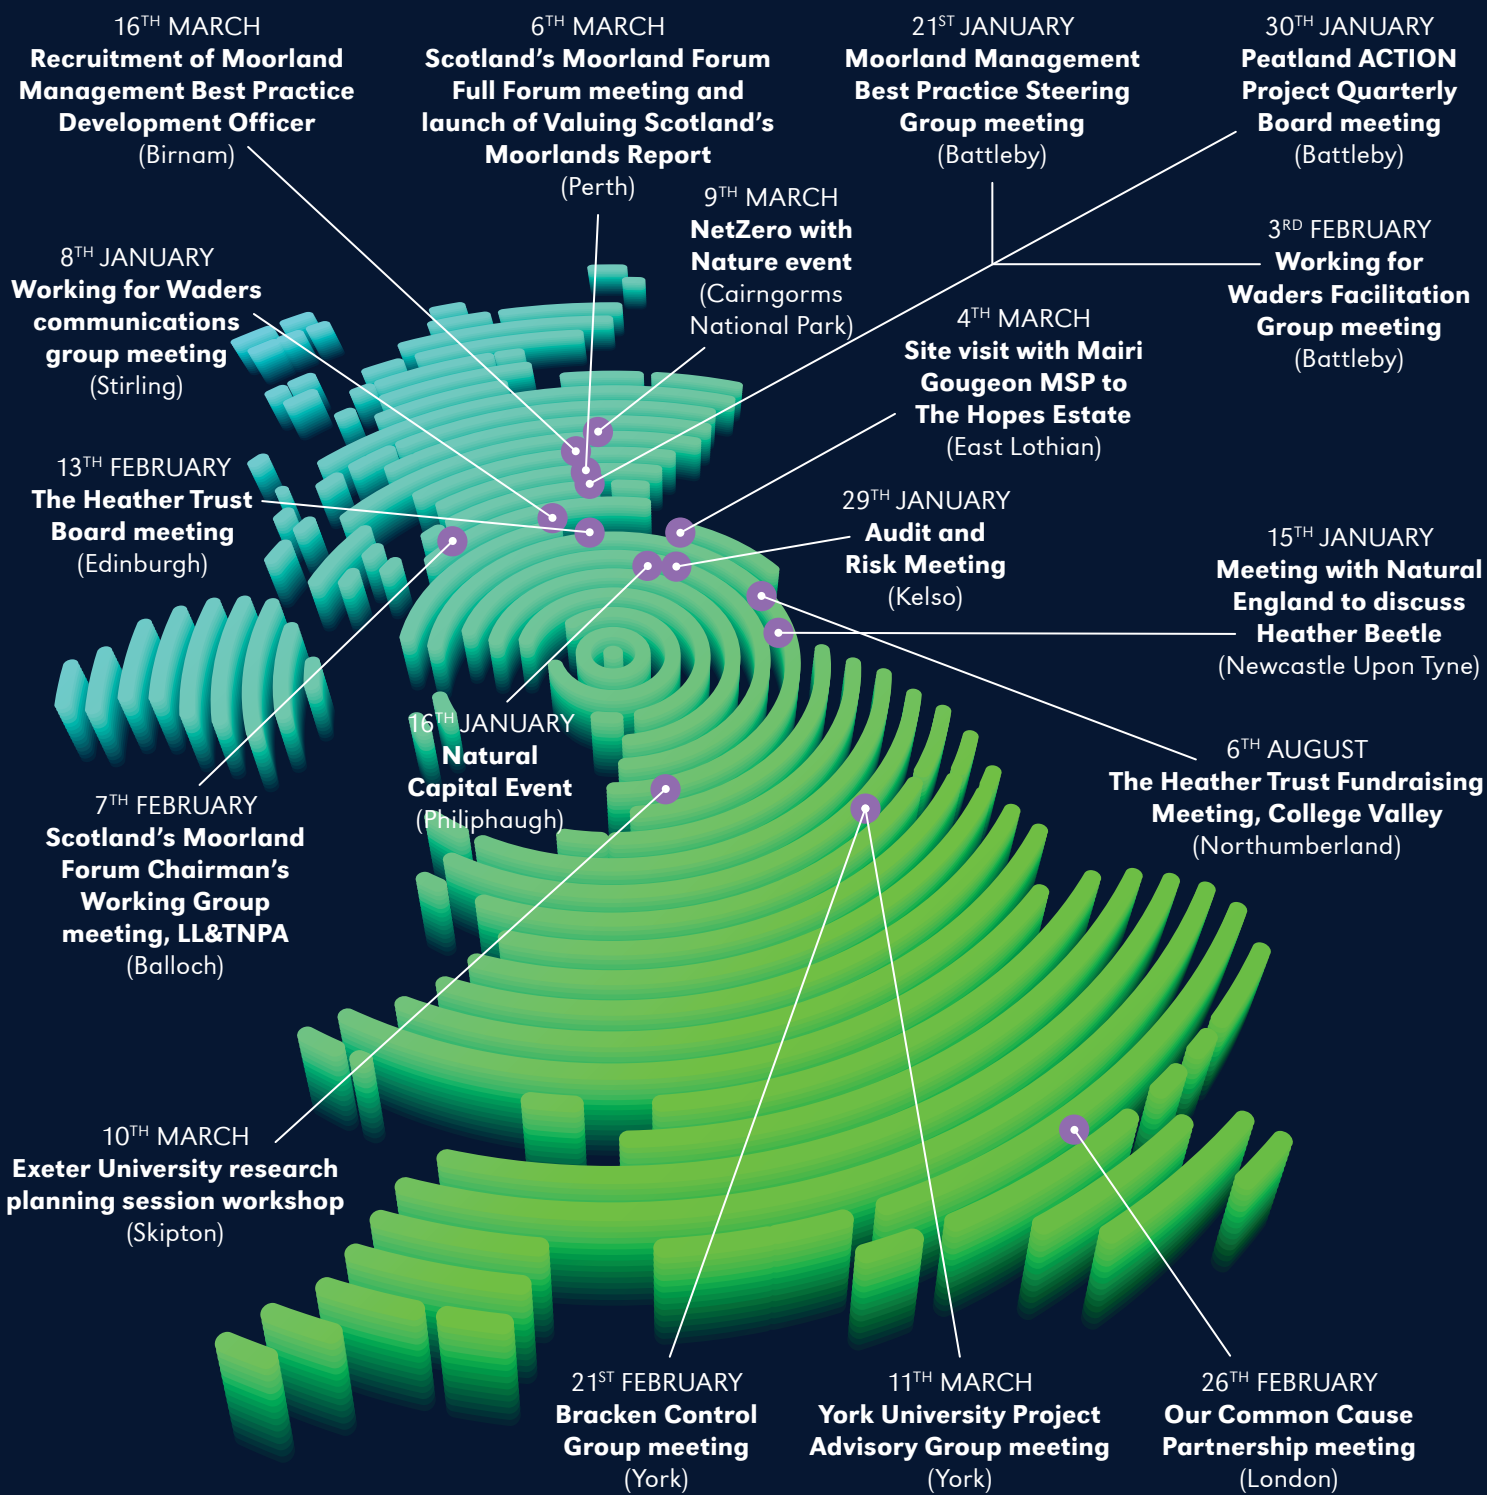 16TH MARCH
Recruitment of Moorland
Management Best Practice
Development Officer
(Birnam)
6TH MARCH
Scotland's Moorland Forum
Full Forum meeting and
launch of Valuing Scotland's
Moorlands Report
(Perth)
21ST JANUARY
Moorland Management
Best Practice Steering
Group meeting
(Battleby)
30TH JANUARY
Peatland ACTION
Project Quarterly
Board meeting
(Battleby)
9TH MARCH
NetZero with
Nature event
(Cairngorms
National Park)
3RD FEBRUARY
Working for
Waders Facilitation
Group meeting
(Battleby)
8TH JANUARY
Working for Waders
communications
group meeting
(Stirling)
4TH MARCH
Site visit with Mairi
Gougeon MSP to
The Hopes Estate
(East Lothian)
13TH FEBRUARY
The Heather Trust
Board meeting
(Edinburgh)
29TH JANUARY
Audit and
Risk Meeting
(Kelso)
15TH JANUARY
Meeting with Natural
England to discuss
Heather Beetle
(Newcastle Upon Tyne)
16TH JANUARY
Natural
Capital Event
(Philiphaugh)
6TH AUGUST
The Heather Trust Fundraising
Meeting, College Valley
(Northumberland)
7TH FEBRUARY
Scotland's Moorland
Forum Chairman's
Working Group
meeting, LL&TNPA
(Balloch)
10TH MARCH
Exeter University research
planning session workshop
(Skipton)
21ST FEBRUARY
Bracken Control
Group meeting
(York)
11TH MARCH
York University Project
Advisory Group meeting
(York)
26TH FEBRUARY
Our Common Cause
Partnership meeting
(London)